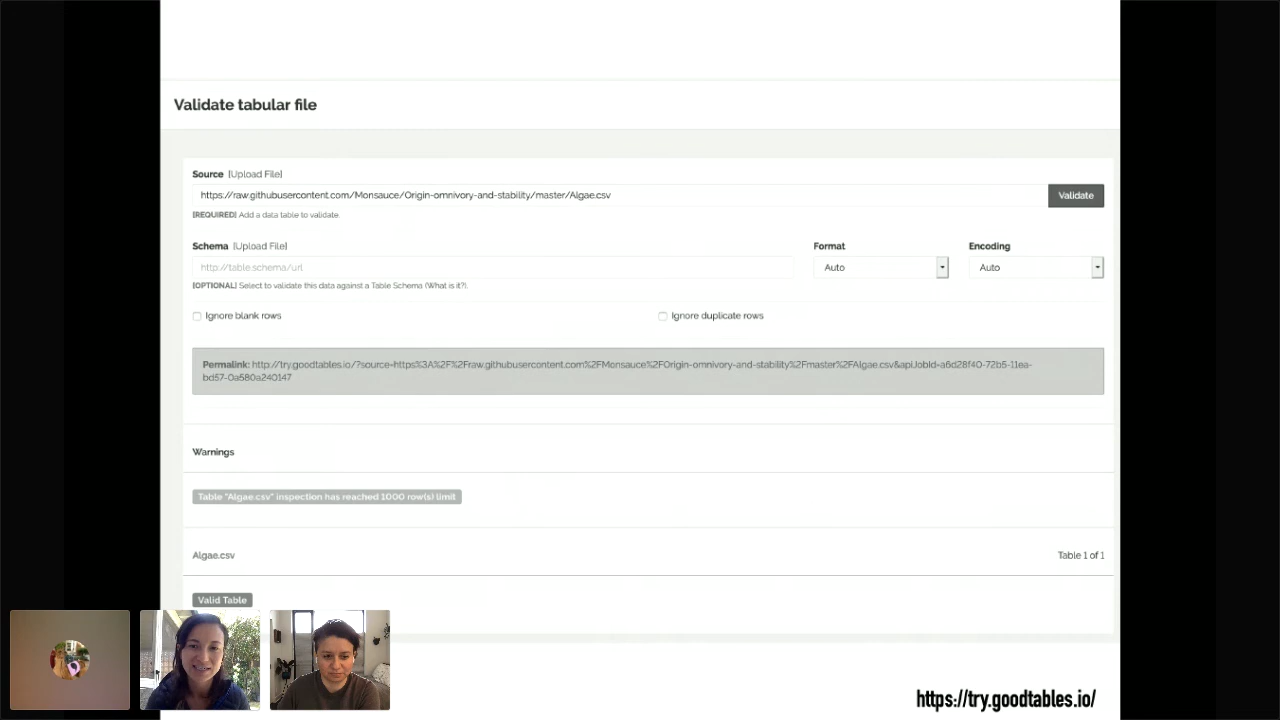 Validate tabular file
Source [Upload File]
https://raw.githubusercontent.com/Monsauce/Origin-omnivory-and-stability/master/Algae.csv
Validate
[REQUIRED] Add a data table to validate.
Schema [Upload File]
Format
Encoding
http://table.schema/url
Auto
Auto
[OPTIONAL] Select to validate this data against a Table Schema (What is it?).
Ignore blank rows
Ignore duplicate rows
Permalink: http://try.goodtables.io/?source=https%3A%2F%2Fraw.githubusercontent.com%2FMonsauce%2FOrigin-omnivory-and-stability%2Fmaster%2FAlgae.csv&apiJobId=a6d28f40-72b5-11ea-
bd57-0a580a240147
Warnings
Table "Algae.csv" inspection has reached 1000 row(s) limit
Algae.csv
Table 1 of 1
Valid Table
https://try.goodtables.io/